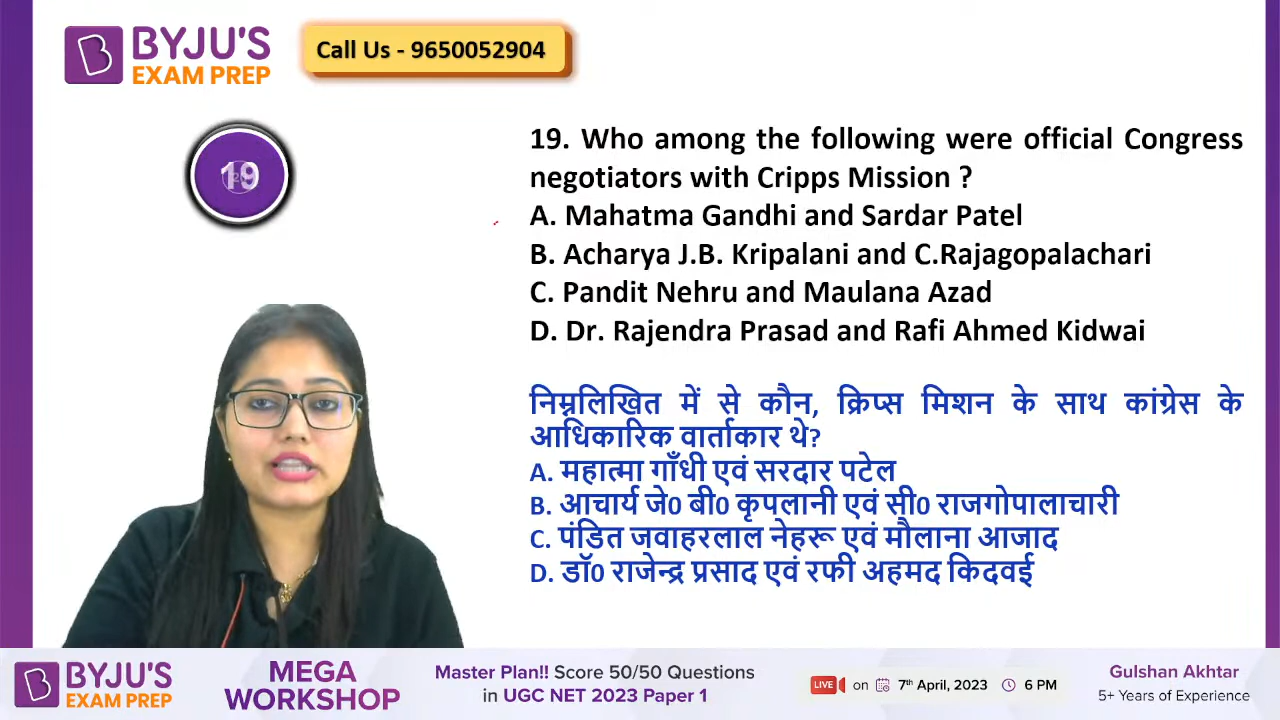 BYJU'S
EXAM PREP
Call Us - 9650052904
19
19. Who among the following were official Congress
negotiators with Cripps Mission ?
A. Mahatma Gandhi and Sardar Patel
B. Acharya J.B. Kripalani and C.Rajagopalachari
C. Pandit Nehru and Maulana Azad
D. Dr. Rajendra Prasad and Rafi Ahmed Kidwai
निम्नलिखित में से कौन, क्रिप्स मिशन के साथ कांग्रेस के
आधिकारिक वार्ताकार थे?
A. महात्मा गाँधी एवं सरदार पटेल
B. आचार्य जे0 बी0 कृपलानी एवं सी0 राजगोपालाचारी
C. पंडित जवाहरलाल नेहरू एवं मौलाना आजाद
D. डॉ0 राजेन्द्र प्रसाद एवं रफी अहमद किदवई
BYJU'S
EXAM PREP
MEGA
WORKSHOP
Master Plan!! Score 50/50 Questions
in UGC NET 2023 Paper 1
LIVE on 7th April, 2023 6 PM
Gulshan Akhtar
5+ Years of Experience